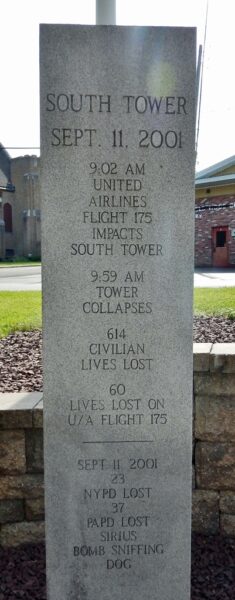 SOUTH TOWER
SEPT. 11, 2001
9:02 AM
UNITED
AIRLINES
FLIGHT 175
IMPACTS
SOUTH TOWER
9:59 AM
TOWER
COLLAPSES
614
CIVILIAN
LIVES LOST
60
LIVES LOST ON
U/A FLIGHT 175
SEPT. 11 2001
23
NYPD LOST
37
PAPD LOST
SIRIUS
BOMB SNIFFING
DOG